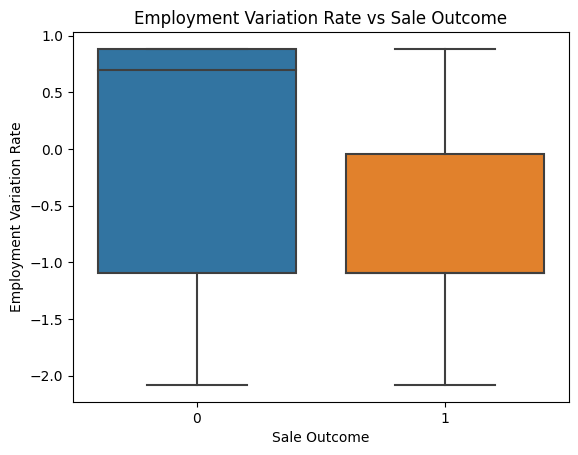 Employment Variation Rate vs Sale Outcome
Employment Variation Rate
1.0
0.5
0.0
−0.5
−1.0
−1.5
−2.0
0 1
Sale Outcome